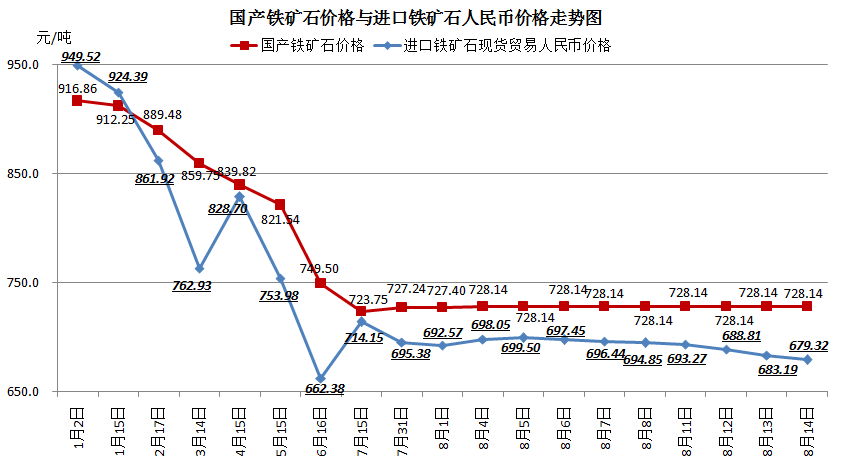 国产铁矿石价格与进口铁矿石人民币价格走势图
元/吨
国产铁矿石价格 进口铁矿石现货贸易人民币价格
950.0
850.0
750.0
650.0
916.86 912.25 889.48 859.75 839.82 821.54 749.50 723.75 727.24 727.40 728.14 728.14 728.14 728.14 728.14 728.14 728.14 728.14 728.14
949.52 924.39 861.92 762.93 828.70 753.98 662.38 714.15 695.38 692.57 698.05 699.50 697.45 696.44 694.85 693.27 688.81 683.19 679.32
1月2日 1月15日 2月17日 3月14日 4月15日 5月15日 6月16日 7月15日 7月31日 8月1日 8月4日 8月5日 8月6日 8月7日 8月8日 8月11日 8月12日 8月13日 8月14日